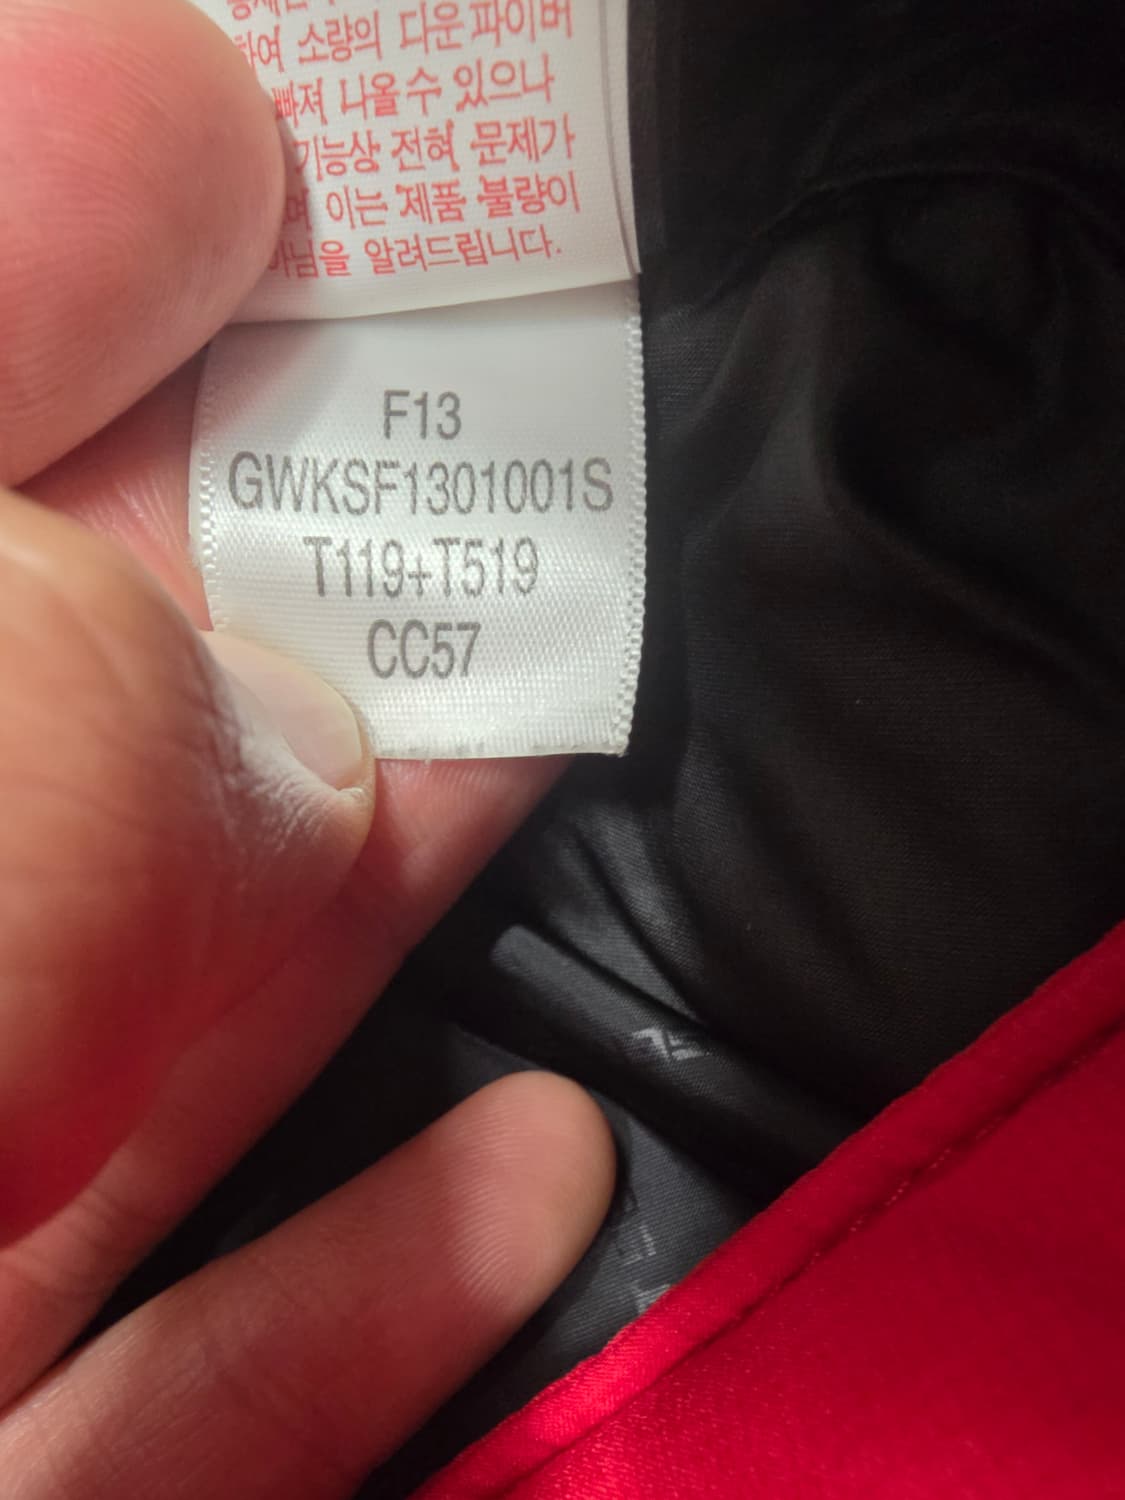 소량의 다운파이버
빠져 나올수 있으나
기능상 전혀 문제가
이는 제품 불량이
아님을 알려드립니다.
F13
GWKSF1301001S
T119+T519
CC57